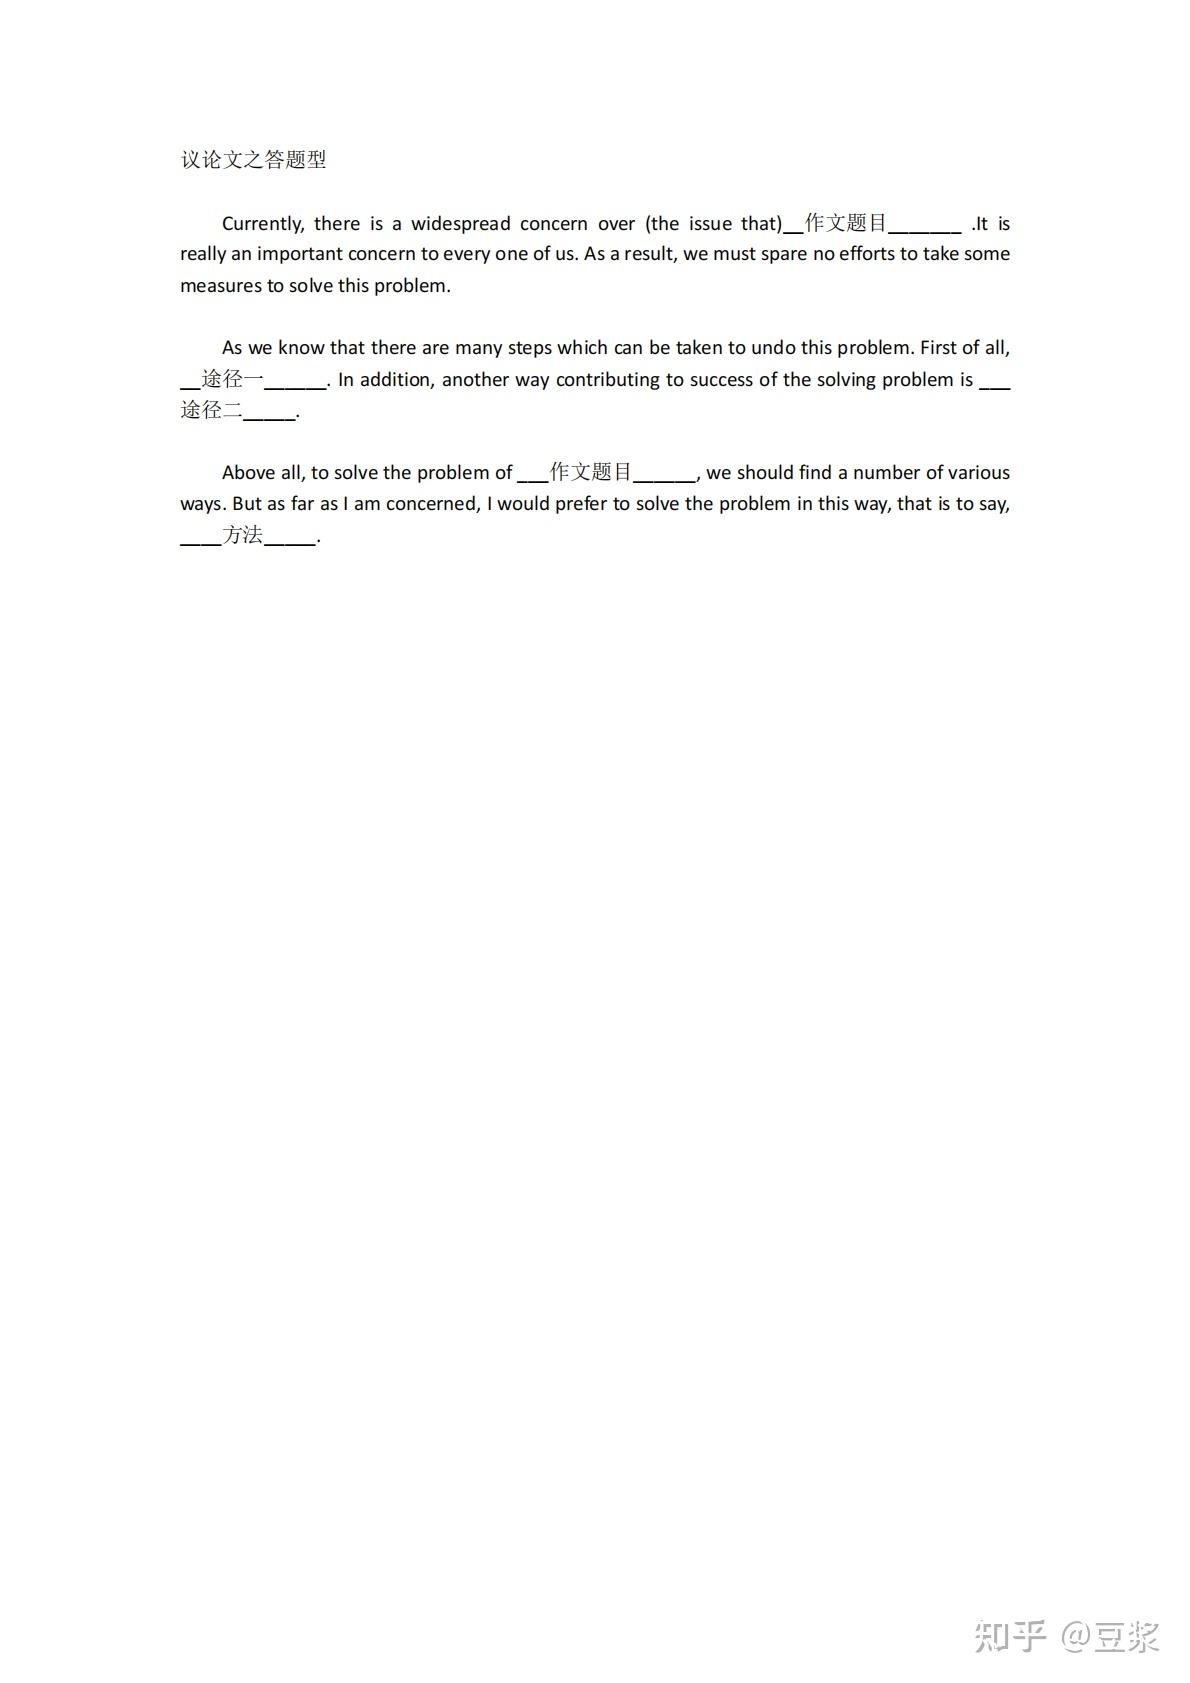 议论文之答题型
Currently, there is a widespread concern over (the issue that)__作文题目_______ .It is
really an important concern to every one of us. As a result, we must spare no efforts to take some
measures to solve this problem.
As we know that there are many steps which can be taken to undo this problem. First of all,
__途径一______. In addition, another way contributing to success of the solving problem is ___
途径二_____.
Above all, to solve the problem of ___作文题目______, we should find a number of various
ways. But as far as I am concerned, I would prefer to solve the problem in this way, that is to say,
____方法_____.
知乎 @豆浆